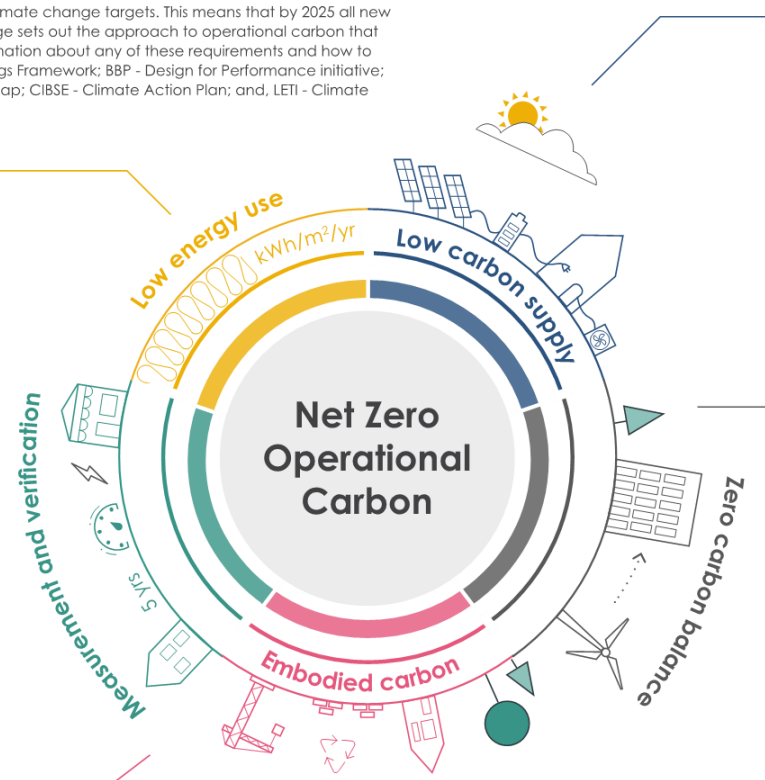 mate change targets. This means that by 2025 all new
ge sets out the approach to operational carbon that
nation about any of these requirements and how to
gs Framework; BBP - Design for Performance initiative;
ap; CIBSE - Climate Action Plan; and, LETI - Climate
Low energy use
kWh/m²/yr
Low carbon supply
Net Zero
Operational
Carbon
Measurement and verification
5 yrs
Zero carbon balance
Embodied carbon